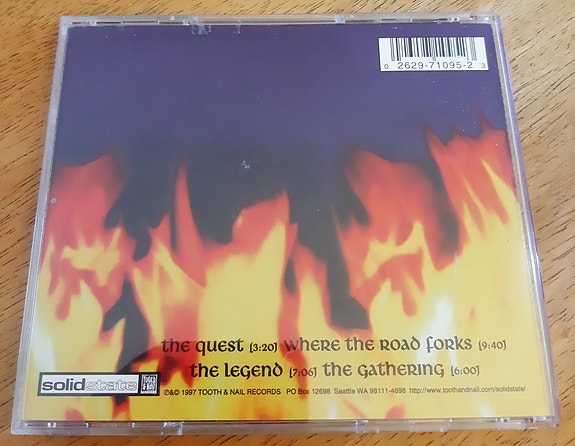 0 2629-71095-2 3
the quest [3:20] where the road forks [9:40]
the legend [7:06] the gathering [6:00]
solidstate
℗&© 1997 TOOTH & NAIL RECORDS PO Box 12698 Seattle WA 98111-4698 http://www.toothandnail.com/solidstate/